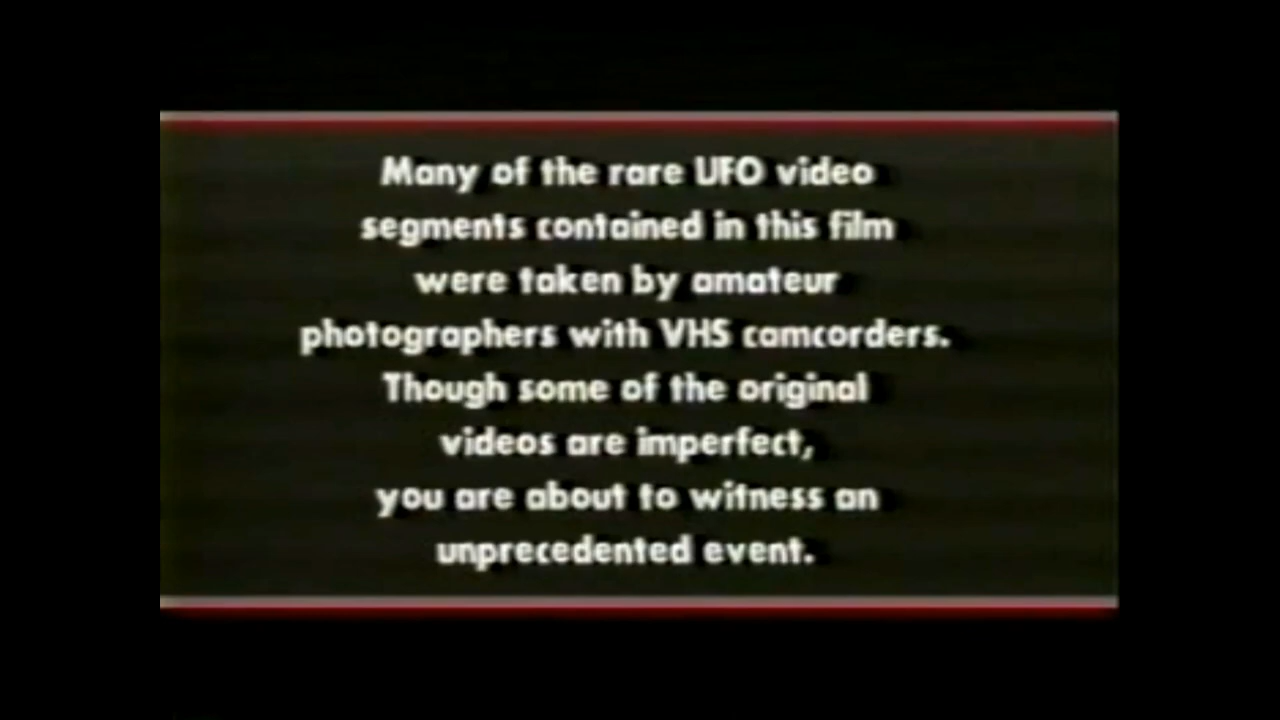 Many of the rare UFO video
segments contained in this film
were taken by amateur
photographers with VHS camcorders.
Though some of the original
videos are imperfect,
you are about to witness an
unprecedented event.